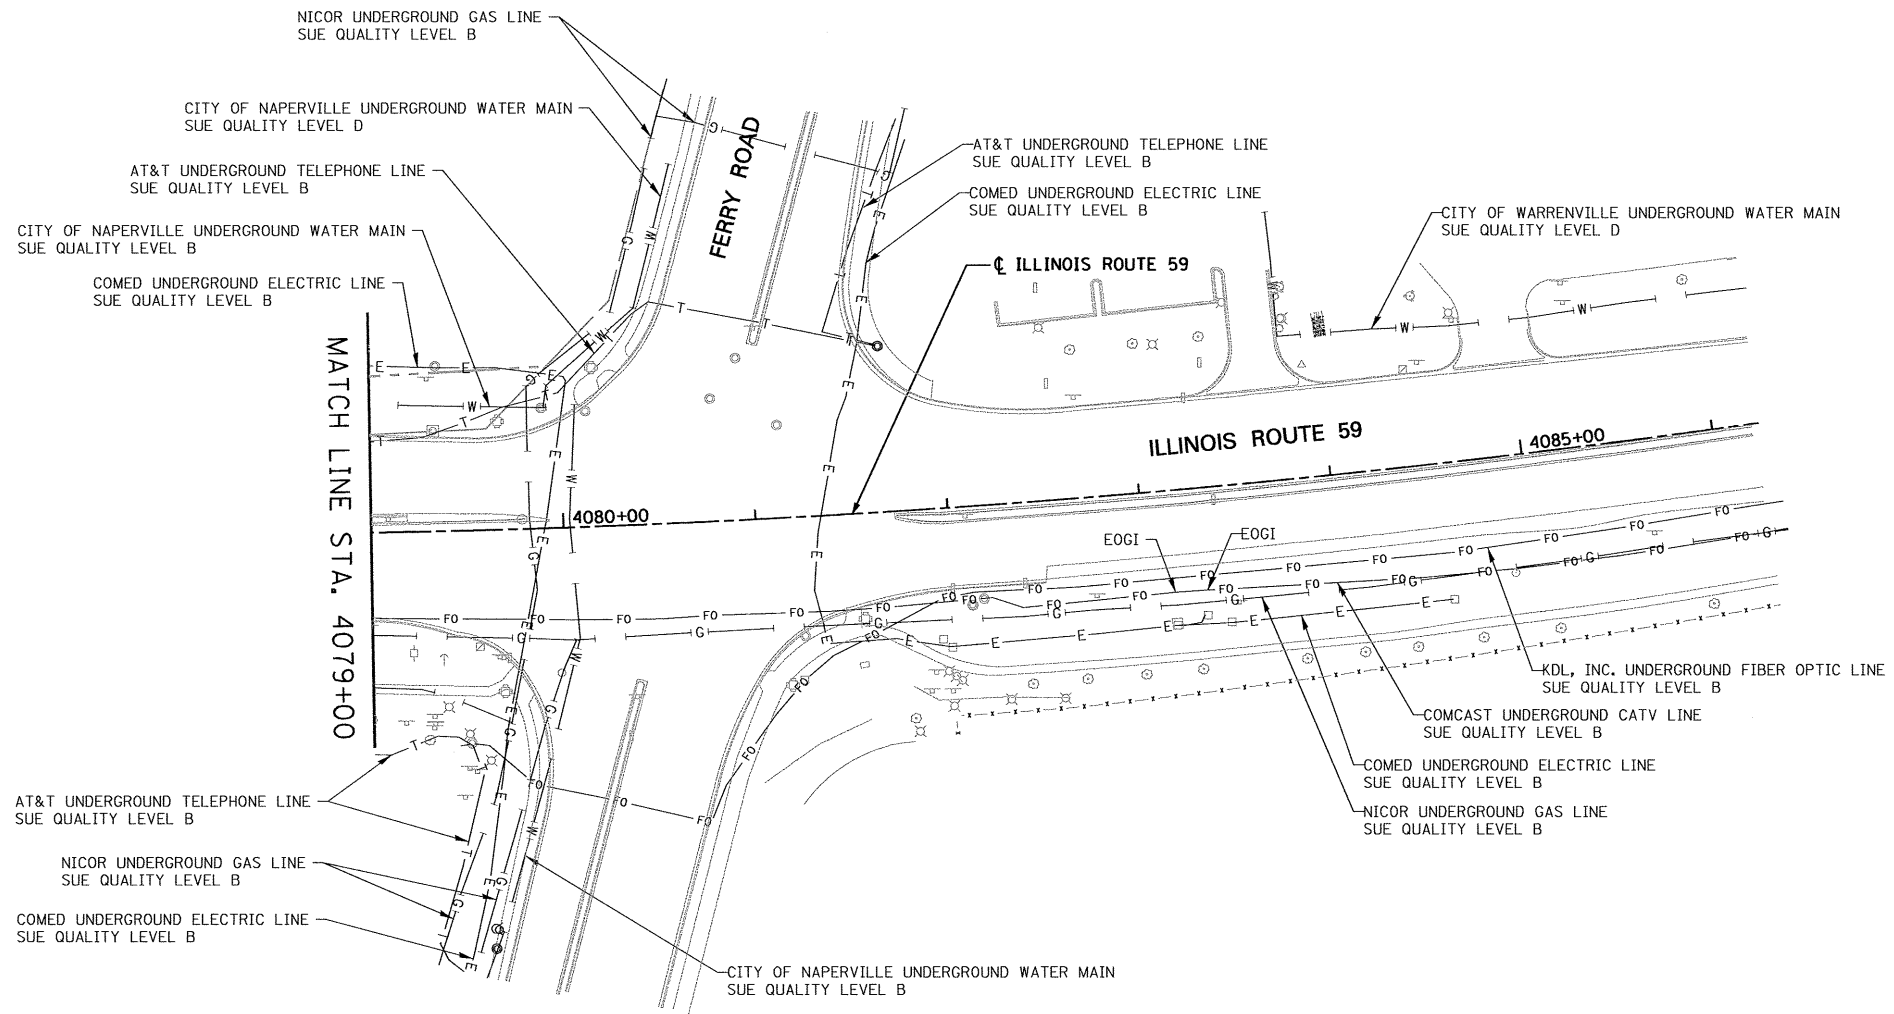 NICOR UNDERGROUND GAS LINE
SUE QUALITY LEVEL B
CITY OF NAPERVILLE UNDERGROUND WATER MAIN
SUE QUALITY LEVEL D
AT&T UNDERGROUND TELEPHONE LINE
SUE QUALITY LEVEL B
CITY OF NAPERVILLE UNDERGROUND WATER MAIN
SUE QUALITY LEVEL B
COMED UNDERGROUND ELECTRIC LINE
SUE QUALITY LEVEL B
FERRY ROAD
AT&T UNDERGROUND TELEPHONE LINE
SUE QUALITY LEVEL B
COMED UNDERGROUND ELECTRIC LINE
SUE QUALITY LEVEL B
CITY OF WARRENVILLE UNDERGROUND WATER MAIN
SUE QUALITY LEVEL D
℄ ILLINOIS ROUTE 59
MATCH LINE STA. 4079+00
ILLINOIS ROUTE 59
4085+00
4080+00
EOGI
EOGI
KDL, INC. UNDERGROUND FIBER OPTIC LINE
SUE QUALITY LEVEL B
COMCAST UNDERGROUND CATV LINE
SUE QUALITY LEVEL B
COMED UNDERGROUND ELECTRIC LINE
SUE QUALITY LEVEL B
NICOR UNDERGROUND GAS LINE
SUE QUALITY LEVEL B
AT&T UNDERGROUND TELEPHONE LINE
SUE QUALITY LEVEL B
NICOR UNDERGROUND GAS LINE
SUE QUALITY LEVEL B
COMED UNDERGROUND ELECTRIC LINE
SUE QUALITY LEVEL B
CITY OF NAPERVILLE UNDERGROUND WATER MAIN
SUE QUALITY LEVEL B